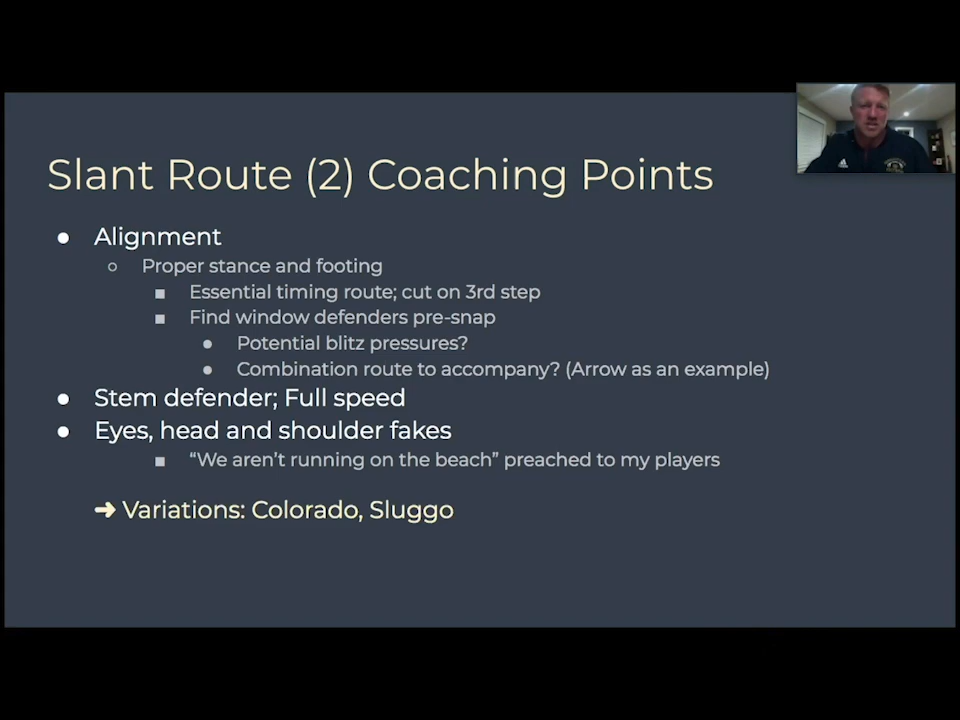 Slant Route (2) Coaching Points
● Alignment
○ Proper stance and footing
■ Essential timing route; cut on 3rd step
■ Find window defenders pre-snap
● Potential blitz pressures?
● Combination route to accompany? (Arrow as an example)
● Stem defender; Full speed
● Eyes, head and shoulder fakes
■ “We aren’t running on the beach” preached to my players
➜ Variations: Colorado, Sluggo